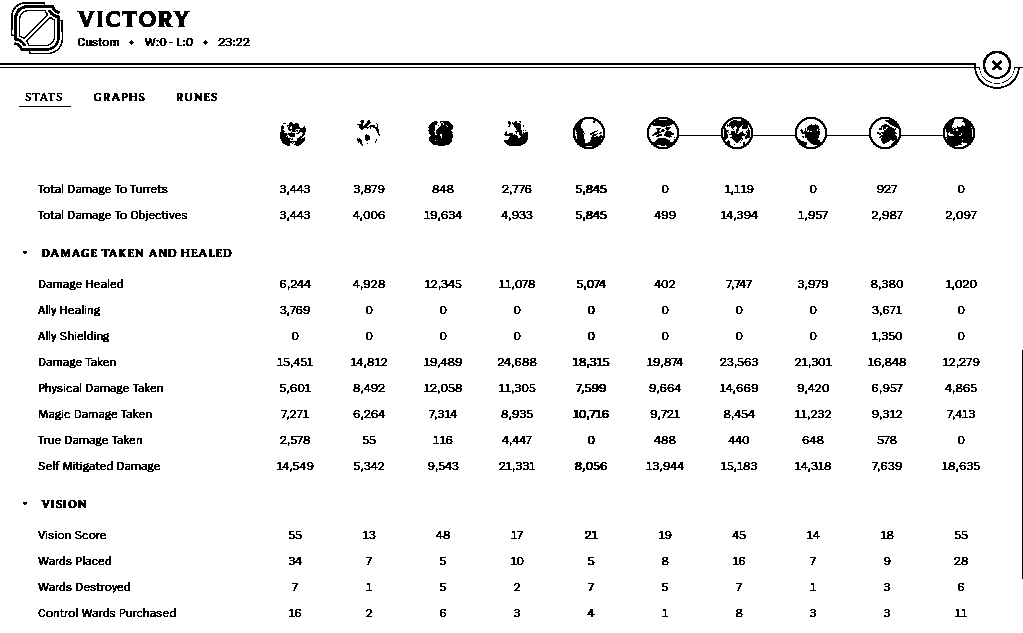 VICTORY
Custom • W:0 - L:0 • 23:22
STATS GRAPHS RUNES
Total Damage To Turrets 3,443 3,879 848 2,776 5,845 0 1,119 0 927 0
Total Damage To Objectives 3,443 4,006 19,634 4,933 5,845 499 14,394 1,957 2,987 2,097
DAMAGE TAKEN AND HEALED
Damage Healed 6,244 4,928 12,345 11,078 5,074 402 7,747 3,979 8,380 1,020
Ally Healing 3,769 0 0 0 0 0 0 0 3,671 0
Ally Shielding 0 0 0 0 0 0 0 0 1,350 0
Damage Taken 15,451 14,812 19,489 24,688 18,315 19,874 23,563 21,301 16,848 12,279
Physical Damage Taken 5,601 8,492 12,058 11,305 7,599 9,664 14,669 9,420 6,957 4,865
Magic Damage Taken 7,271 6,264 7,314 8,935 10,716 9,721 8,454 11,232 9,312 7,413
True Damage Taken 2,578 55 116 4,447 0 488 440 648 578 0
Self Mitigated Damage 14,549 5,342 9,543 21,331 8,056 13,944 15,183 14,318 7,639 18,635
VISION
Vision Score 55 13 48 17 21 19 45 14 18 55
Wards Placed 34 7 5 10 5 8 16 7 9 28
Wards Destroyed 7 1 5 2 7 5 7 1 3 6
Control Wards Purchased 16 2 6 3 4 1 8 3 3 11